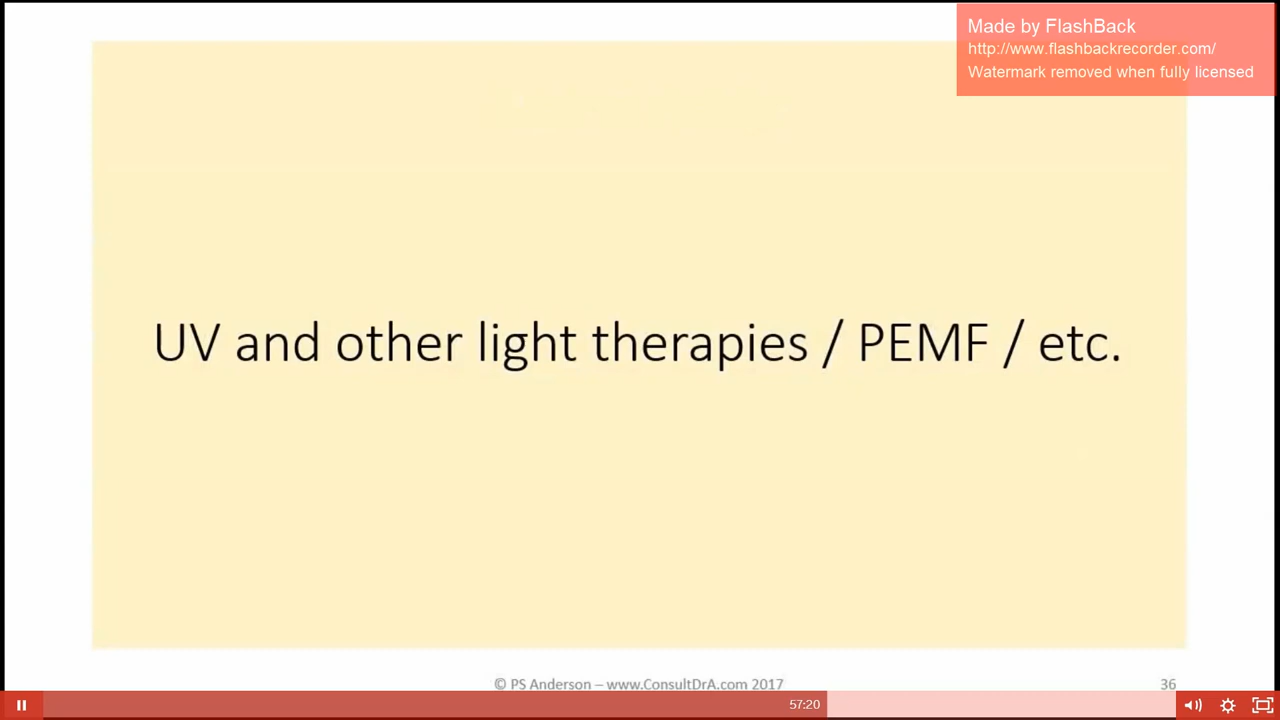 Made by FlashBack
http://www.flashbackrecorder.com/
Watermark removed when fully licensed
UV and other light therapies / PEMF / etc.
© PS Anderson – www.ConsultDrA.com 2017
36
57:20